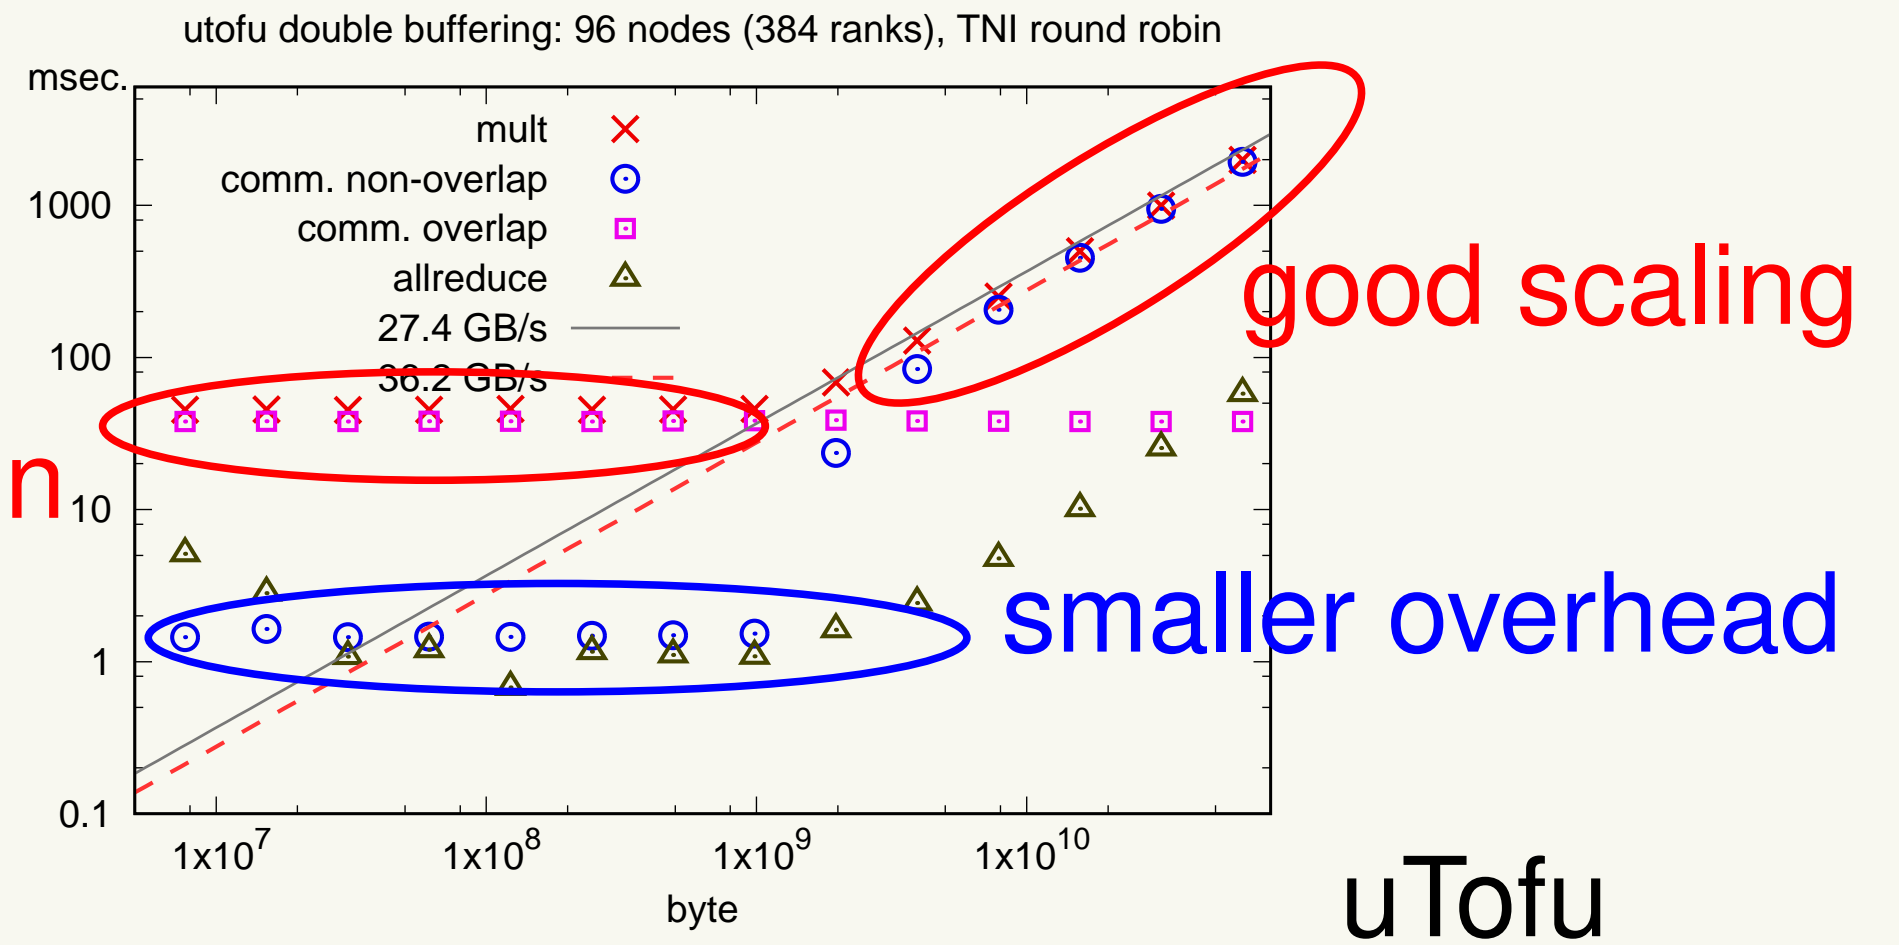 utofu double buffering: 96 nodes (384 ranks), TNI round robin
msec.
mult
comm. non-overlap
comm. overlap
allreduce
27.4 GB/s
36.2 GB/s
1000
100
10
1
0.1
n
good scaling
smaller overhead
1x10^7 1x10^8 1x10^9 1x10^10
byte
uTofu